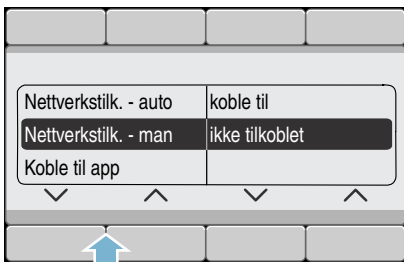 Nettverkstilk. - auto koble til
Nettverkstilk. - man ikke tilkoblet
Koble til app